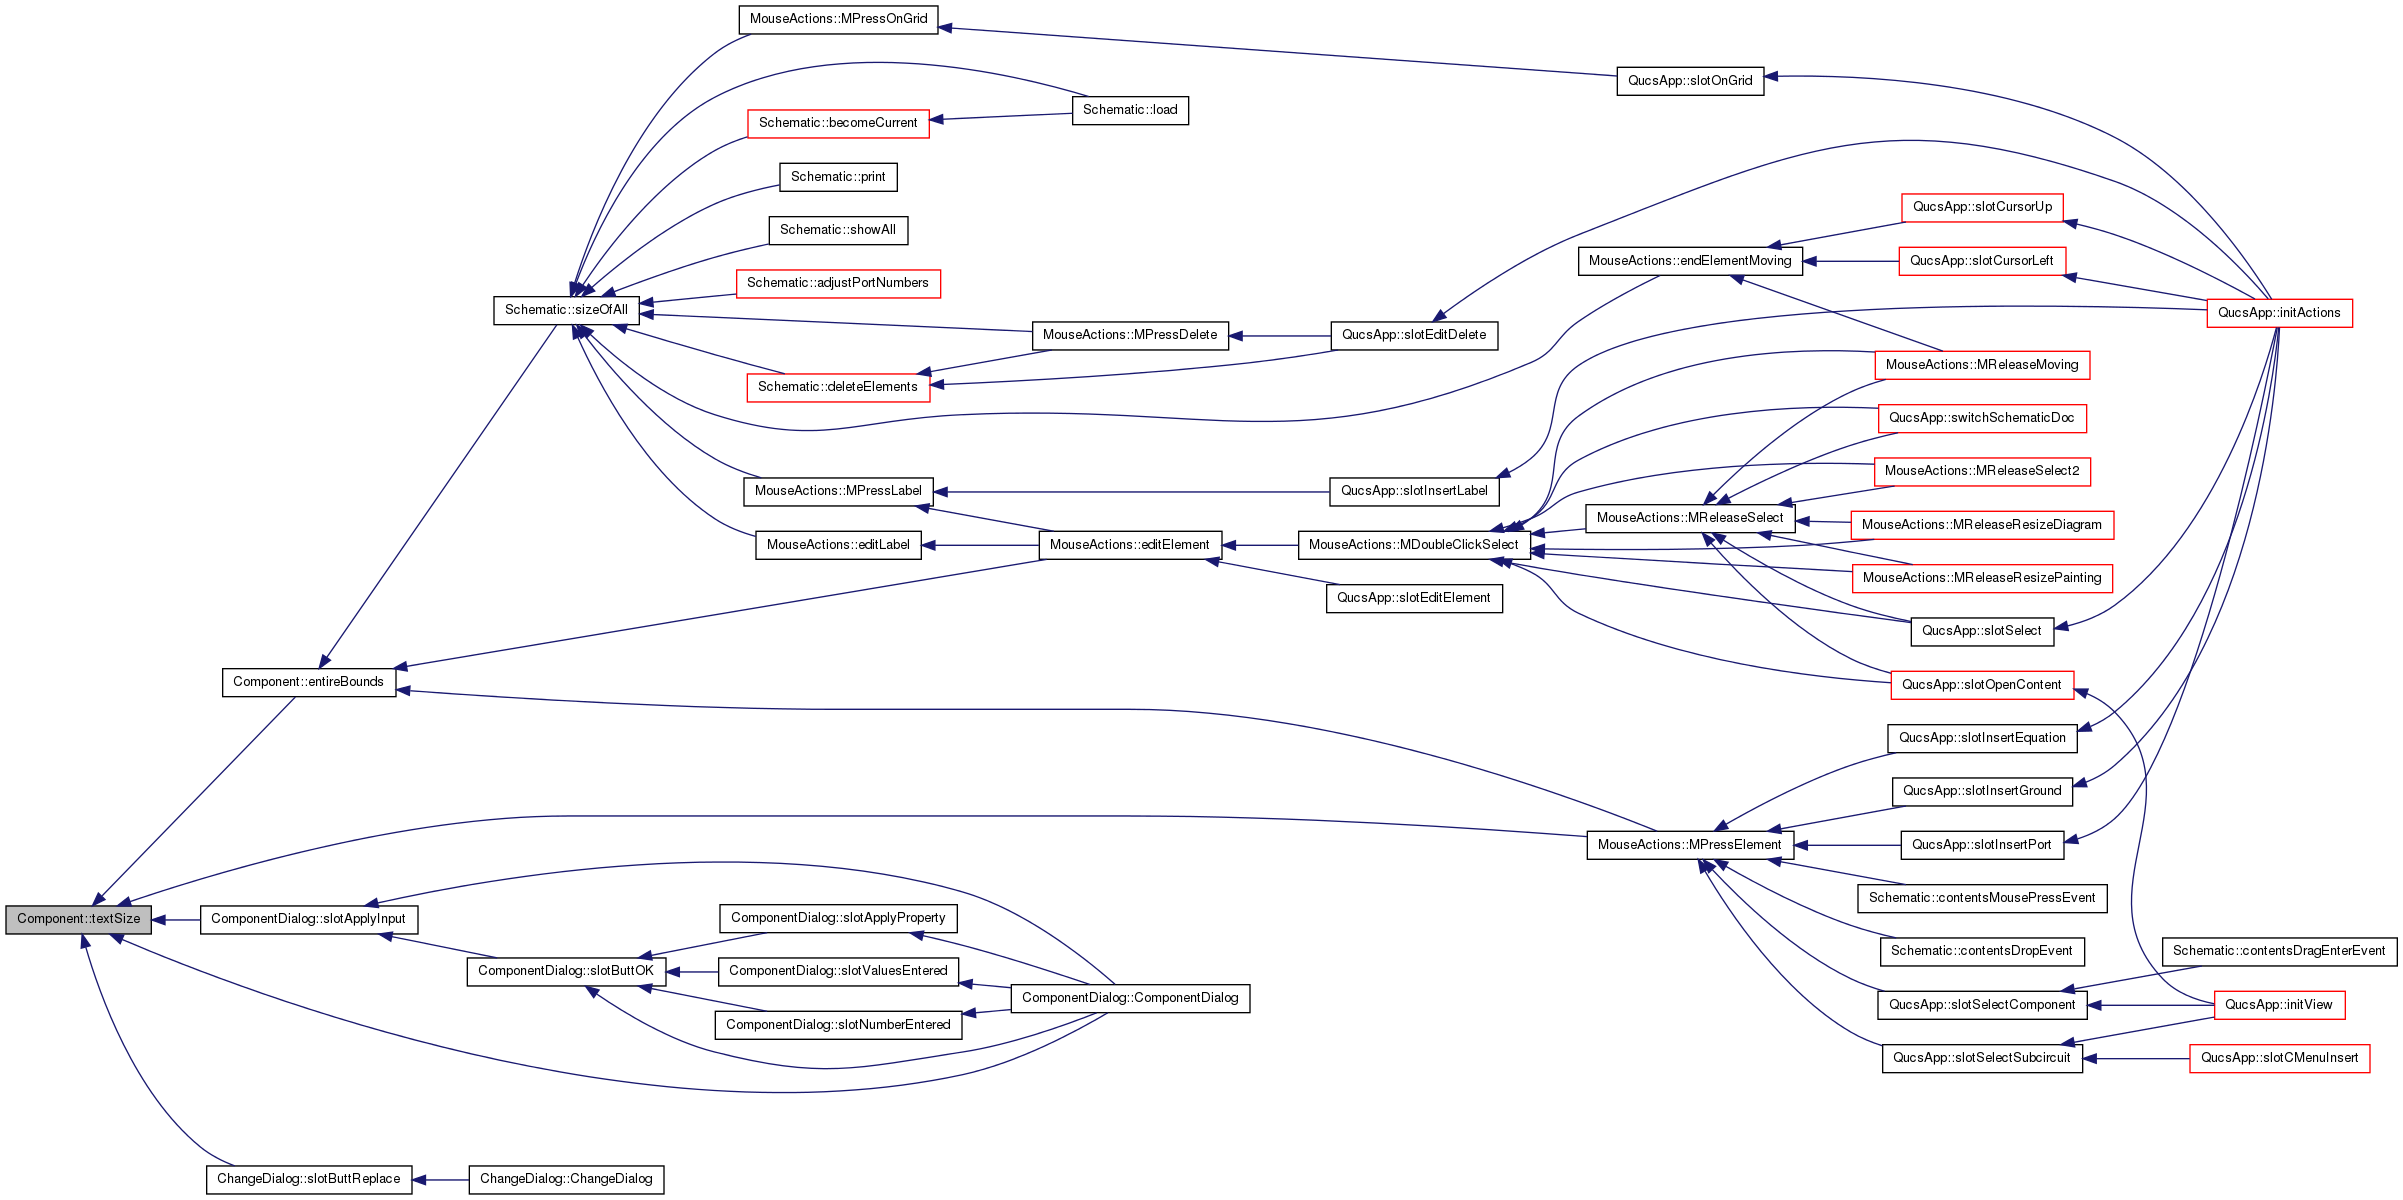 MouseActions::MPressOnGrid
QucsApp::slotOnGrid
Schematic::load
Schematic::becomeCurrent
Schematic::print
Schematic::showAll
Schematic::adjustPortNumbers
Schematic::sizeOfAll
MouseActions::MPressDelete
QucsApp::slotEditDelete
Schematic::deleteElements
MouseActions::endElementMoving
QucsApp::slotCursorUp
QucsApp::slotCursorLeft
QucsApp::initActions
MouseActions::MReleaseMoving
QucsApp::switchSchematicDoc
MouseActions::MReleaseSelect2
MouseActions::MPressLabel
QucsApp::slotInsertLabel
MouseActions::MReleaseSelect
MouseActions::MReleaseResizeDiagram
MouseActions::editLabel
MouseActions::editElement
MouseActions::MDoubleClickSelect
MouseActions::MReleaseResizePainting
QucsApp::slotEditElement
QucsApp::slotSelect
Component::entireBounds
QucsApp::slotOpenContent
QucsApp::slotInsertEquation
QucsApp::slotInsertGround
MouseActions::MPressElement
QucsApp::slotInsertPort
Schematic::contentsMousePressEvent
Component::textSize
ComponentDialog::slotApplyInput
ComponentDialog::slotApplyProperty
Schematic::contentsDropEvent
Schematic::contentsDragEnterEvent
ComponentDialog::slotButtOK
ComponentDialog::slotValuesEntered
ComponentDialog::ComponentDialog
QucsApp::slotSelectComponent
QucsApp::initView
ComponentDialog::slotNumberEntered
QucsApp::slotSelectSubcircuit
QucsApp::slotCMenuInsert
ChangeDialog::slotButtReplace
ChangeDialog::ChangeDialog